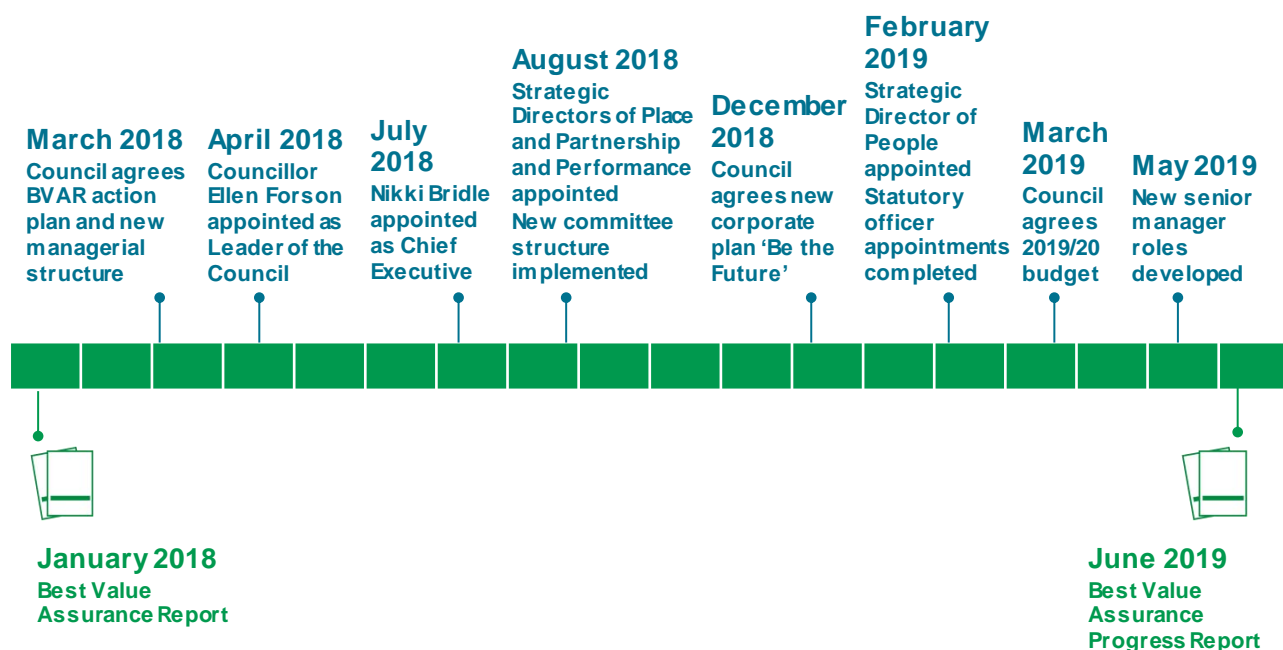 March 2018
Council agrees
BVAR action
plan and new
managerial
structure
April 2018
Councillor
Ellen Forson
appointed as
Leader of the
Council
July
2018
Nikki Bridle
appointed
as Chief
Executive
August 2018
Strategic
Directors of Place
and Partnership
and Performance
appointed
New committee
structure
implemented
December
2018
Council
agrees new
corporate
plan ‘Be the
Future’
February
2019
Strategic
Director of
People
appointed
Statutory
officer
appointments
completed
March
2019
Council
agrees
2019/20
budget
May 2019
New senior
manager
roles
developed
January 2018
Best Value
Assurance Report
June 2019
Best Value
Assurance
Progress Report